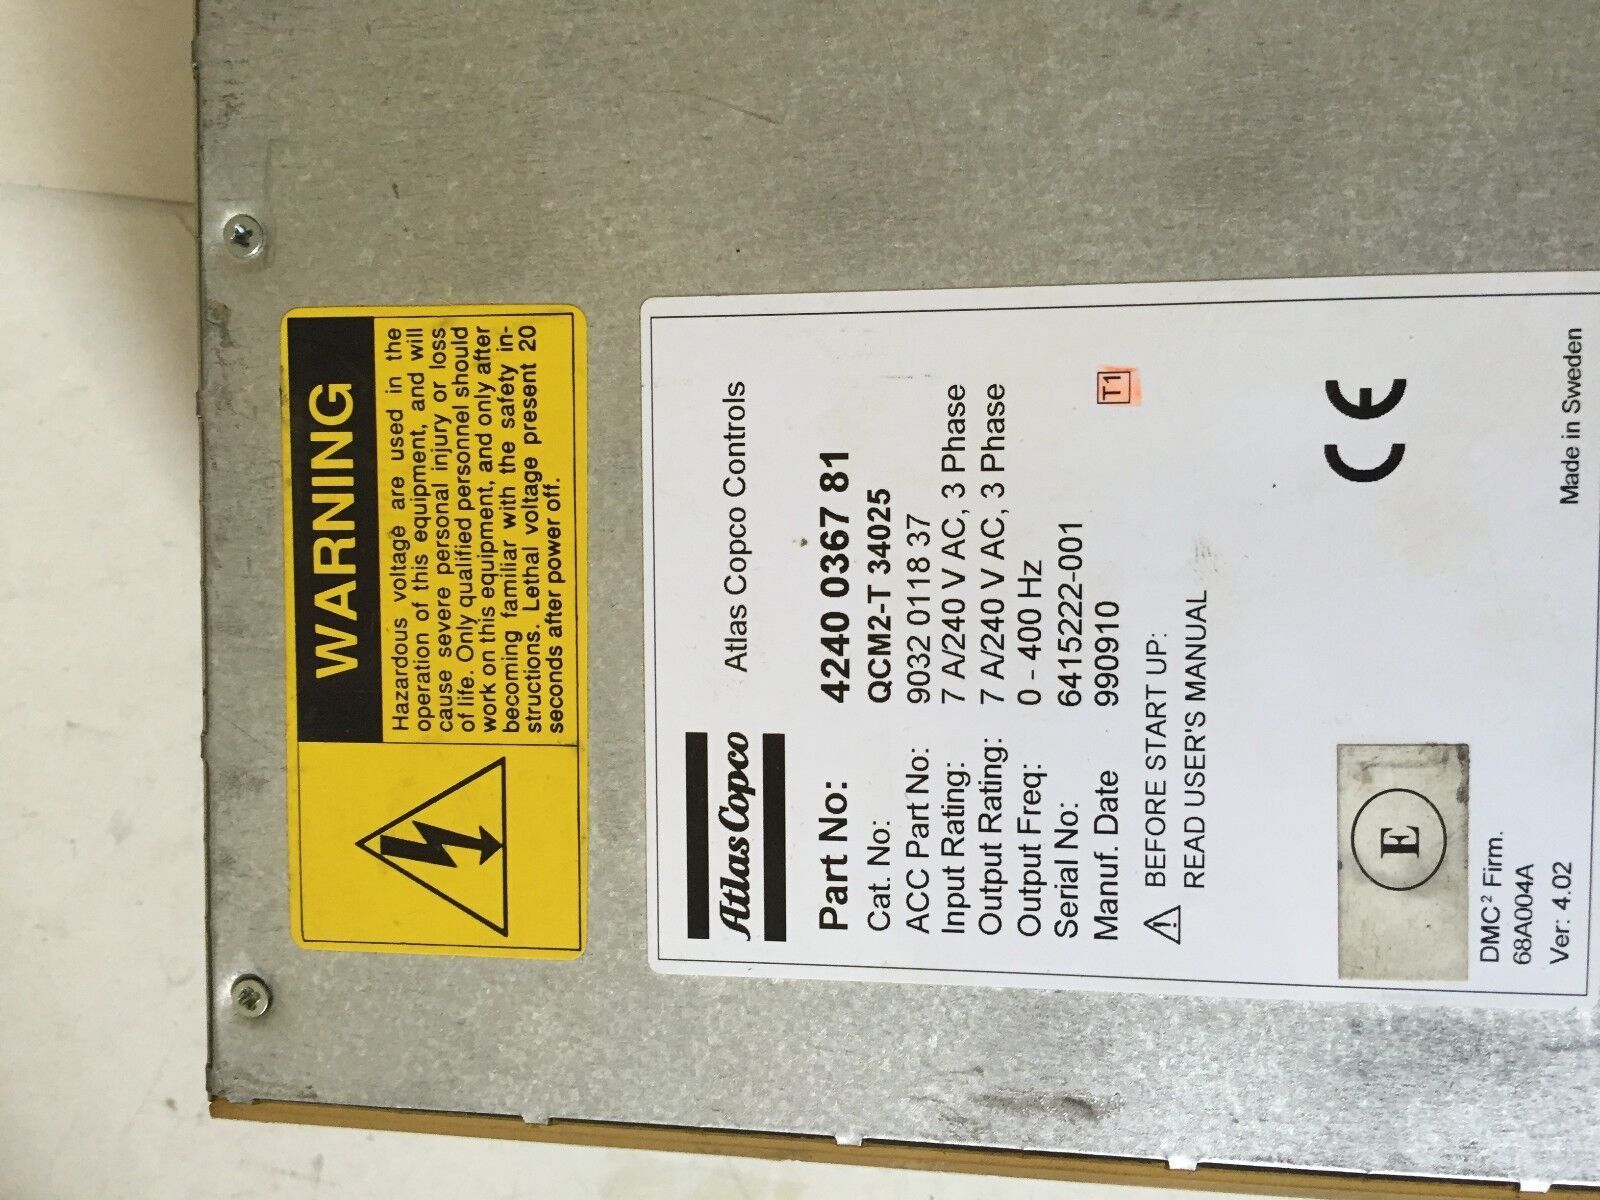 WARNING
Hazardous voltage are used in the
operation of this equipment, and will
cause severe personal injury or loss
of life. Only qualified personnel should
work on this equipment, and only after
becoming familiar with the safety in-
structions. Lethal voltage present 20
seconds after power off.
Atlas Copco
Atlas Copco Controls
Part No: 4240 0367 81
Cat. No: QCM2-T 34025
ACC Part No: 9032 0118 37
Input Rating: 7 A/240 V AC, 3 Phase
Output Rating: 7 A/240 V AC, 3 Phase
Output Freq: 0 - 400 Hz
Serial No: 6415222-001
Manuf. Date 990910
T1
BEFORE START UP:
READ USER'S MANUAL
E
CE
DMC² Firm.
68A004A
Ver: 4.02
Made in Sweden